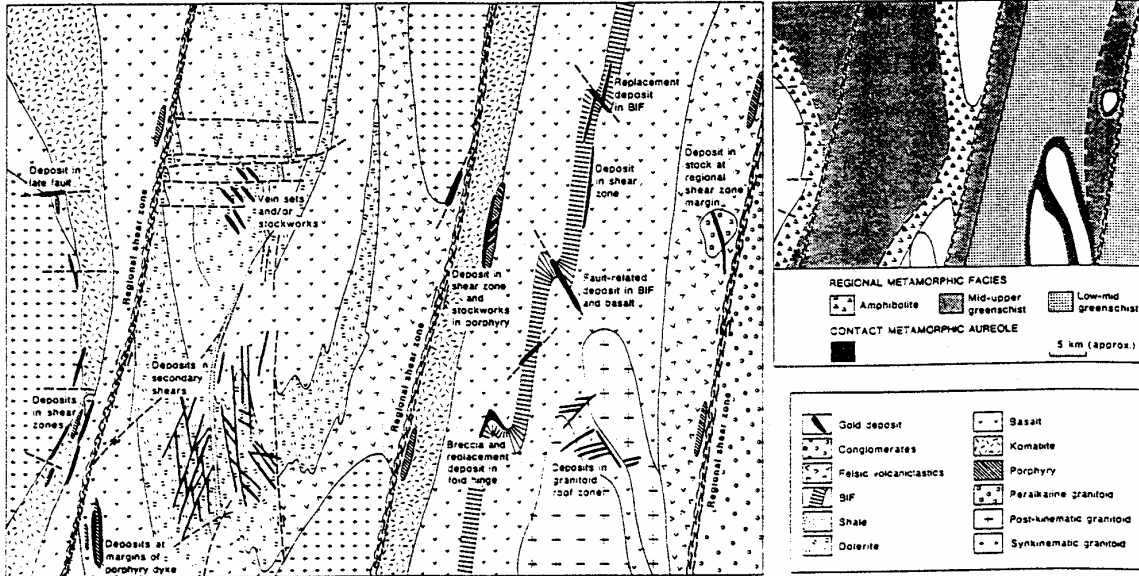 Replacement
deposit
in BIF
Deposit in
late fault
Regional shear zone
Vein sets
and/or
stockworks
Deposit
in shear
zone
Deposit in
stock at
regional
shear zone
margin
Deposit in
shear zone
and
stockworks
in porphyry
Fault-related
deposit in BIF
and basalt
Deposits in
secondary
shears
Deposits
in shear
zones
Regional shear zone
Breccia and
replacement
deposit in
fold hinge
Deposits in
granitoid
roof zone
Regional shear zone
Deposits at
margins of
porphyry dyke
REGIONAL METAMORPHIC FACIES
Amphibolite
Mid-upper
greenschist
Low-mid
greenschist
CONTACT METAMORPHIC AUREOLE
5 km (approx.)
Gold deposit
Conglomerates
Felsic volcaniclastics
BIF
Shale
Dolerite
Basalt
Komatiite
Porphyry
Peralkaline granitoid
Post-kinematic granitoid
Synkinematic granitoid